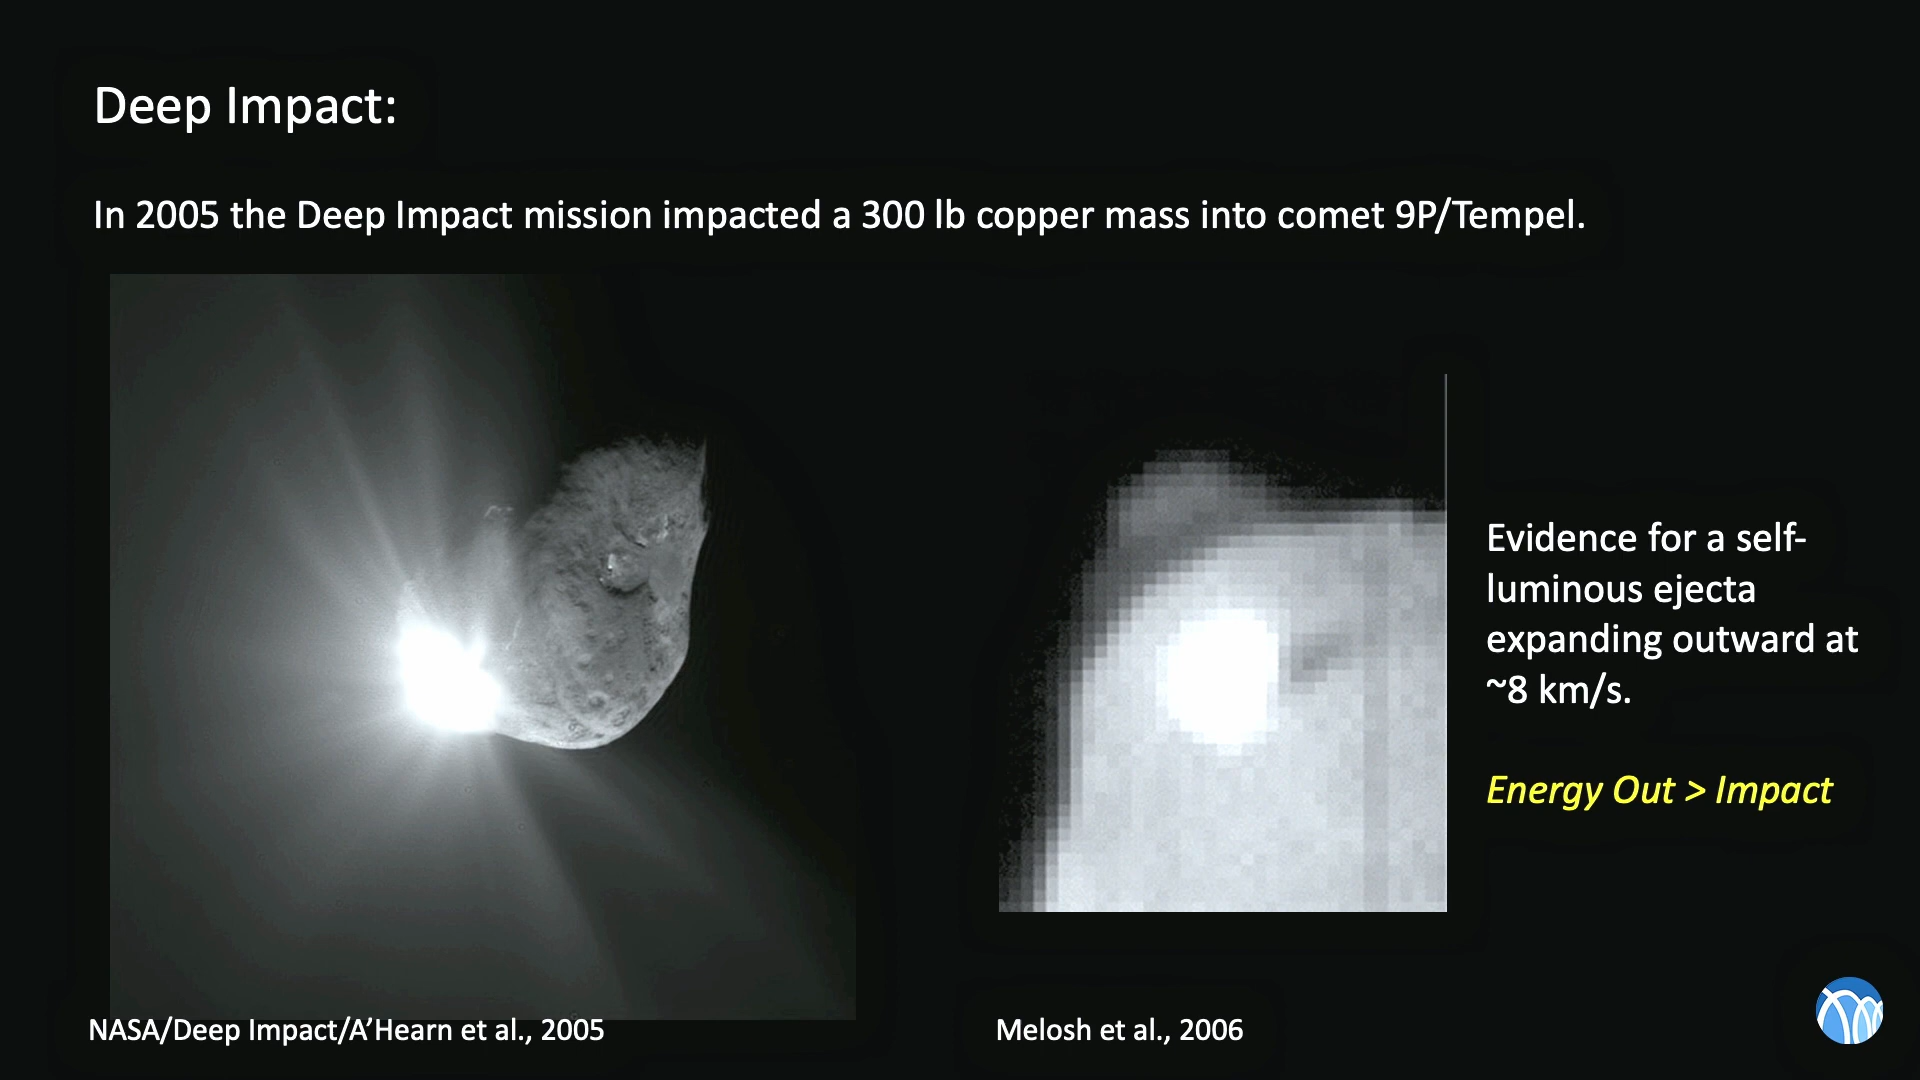 Deep Impact:
In 2005 the Deep Impact mission impacted a 300 lb copper mass into comet 9P/Tempel.
Evidence for a self-
luminous ejecta
expanding outward at
~8 km/s.
Energy Out > Impact
NASA/Deep Impact/A’Hearn et al., 2005
Melosh et al., 2006